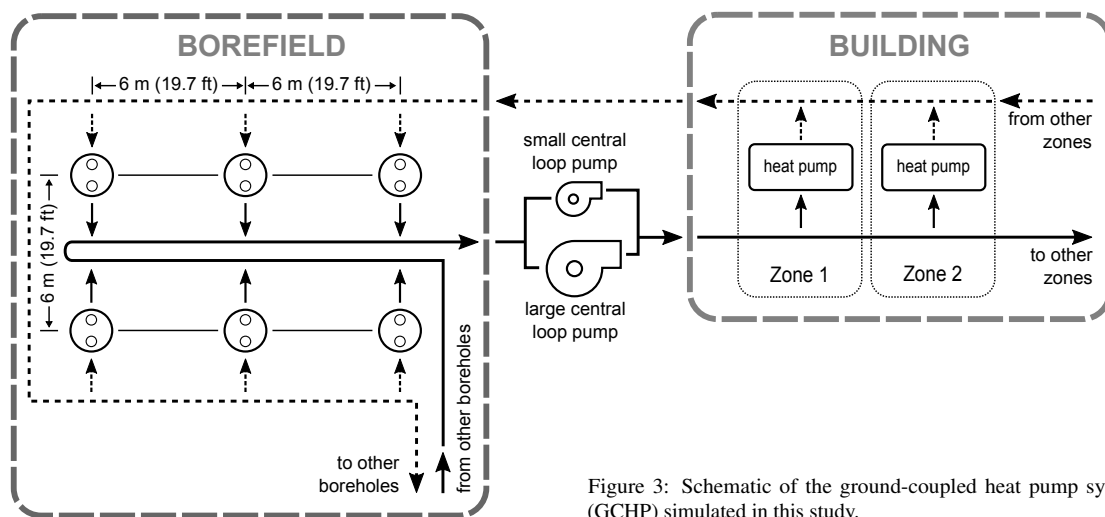 BOREFIELD
6 m (19.7 ft)
6 m (19.7 ft)
6 m (19.7 ft)
to other
boreholes
from other boreholes
small central
loop pump
large central
loop pump
BUILDING
heat pump
heat pump
from other
zones
to other
zones
Zone 1
Zone 2
Figure 3: Schematic of the ground-coupled heat pump sy
(GCHP) simulated in this study.